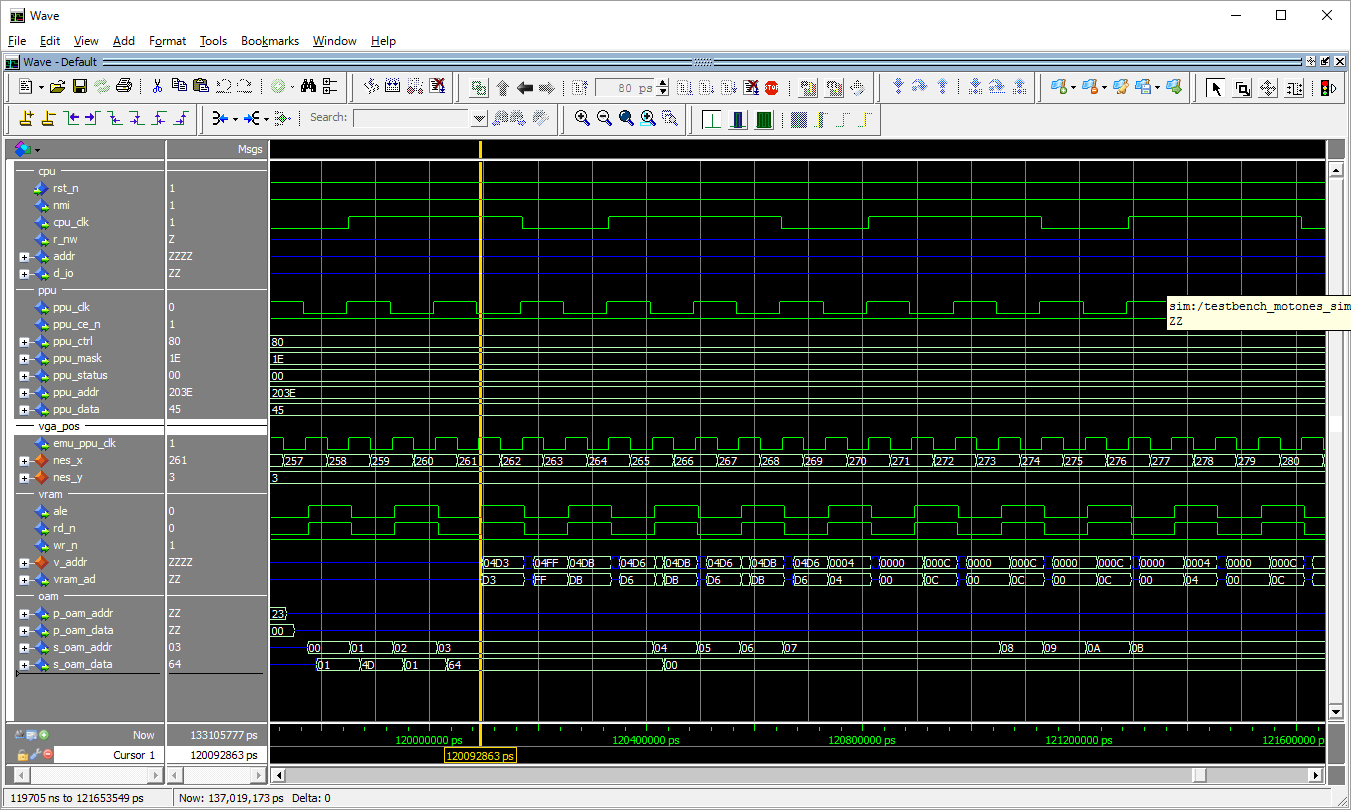 Wave
File Edit View Add Format Tools Bookmarks Window Help
Wave - Default
80 ps
STOP
Search:
Msgs
cpu
rst_n 1
nmi 1
cpu_clk 1
r_nw Z
addr ZZZZ
d_io ZZ
ppu
ppu_clk 0
sim:/testbench_motones_sim
ZZ
ppu_ce_n 1
ppu_ctrl 80 80
ppu_mask 1E 1E
ppu_status 00 00
ppu_addr 203E 203E
ppu_data 45 45
vga_pos
emu_ppu_clk 1
nes_x 261 257 258 259 260 261 262 263 264 265 266 267 268 269 270 271 272 273 274 275 276 277 278 279 280
nes_y 3 3
vram
ale 0
rd_n 0
wr_n 1
v_addr ZZZZ 04D3 04FF 04DB 04D6 04DB 04D6 04DB 04D6 0004 0000 000C 0000 000C 0000 000C 0000 0004 0000 000C
vram_ad ZZ D3 FF DB D6 DB D6 DB D6 04 00 0C 00 0C 00 0C 00 04 00 0C
oam
p_oam_addr ZZ 23
p_oam_data ZZ 00
s_oam_addr 03 00 01 02 03 04 05 06 07 08 09 0A 0B
s_oam_data 64 01 4D 01 64 00
Now 133105777 ps 120000000 ps 120400000 ps 120800000 ps 121200000 ps 121600000 p
Cursor 1 120092863 ps 120092863 ps
119705 ns to 121653549 ps Now: 137,019,173 ps Delta: 0